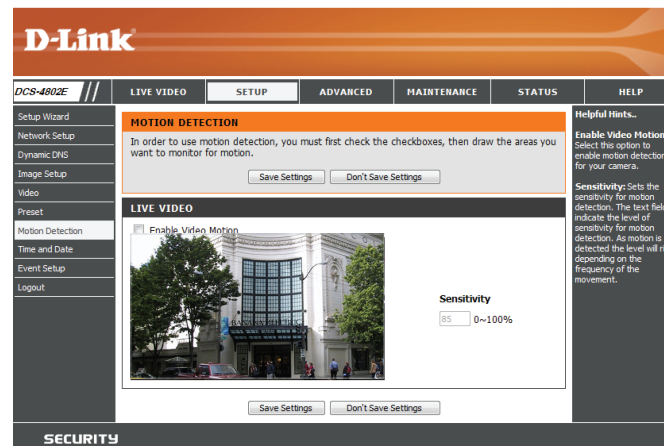 D-Link
DCS-4802E
LIVE VIDEO
SETUP
ADVANCED
MAINTENANCE
STATUS
HELP
Setup Wizard
Network Setup
Dynamic DNS
Image Setup
Video
Preset
Motion Detection
Time and Date
Event Setup
Logout
MOTION DETECTION
In order to use motion detection, you must first check the checkboxes, then draw the areas you
want to monitor for motion.
Save Settings
Don't Save Settings
LIVE VIDEO
Enable Video Motion
Sensitivity
85 0~100%
Save Settings
Don't Save Settings
Helpful Hints..
Enable Video Motion
Select this option to
enable motion detection
for your camera.
Sensitivity: Sets the
sensitivity for motion
detection. The text
indicate the level of
sensitivity for motion
detection. As motion is
detected the level will
depending on the
frequency of the
movement.
SECURITY